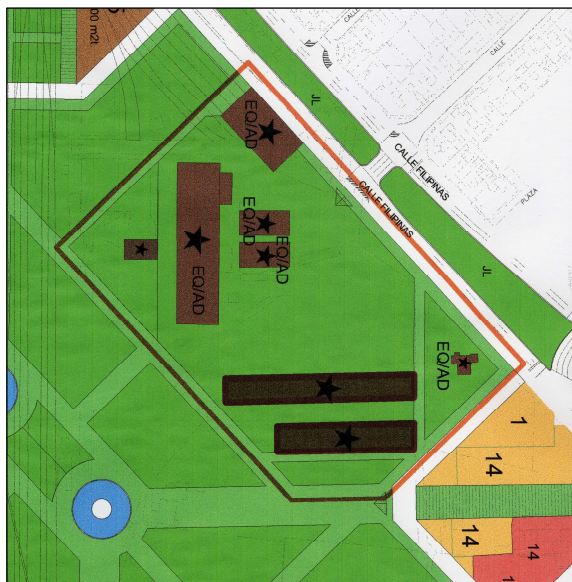 00 m2t
CALLE
CALLE
JL
CALLE FILIPINAS
EQ/AD
CALLE FILIPINAS
PLAZA
EQ/AD
EQ/AD
EQ/AD
JL
EQ/AD
1
14
14
14